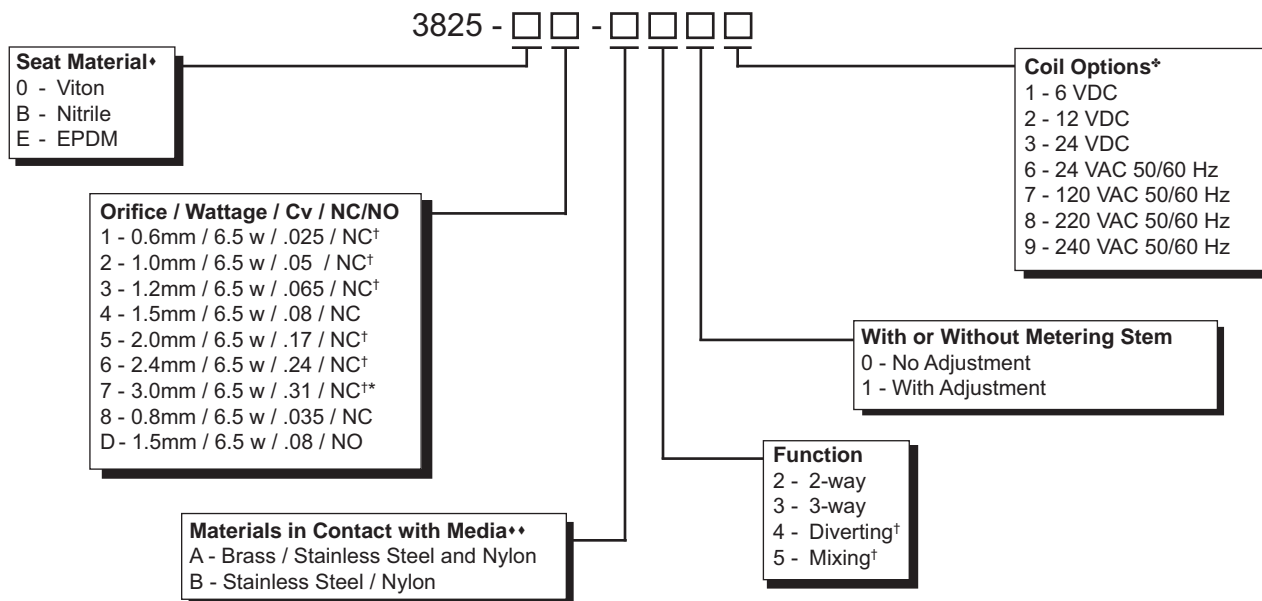 3825 - □ □ - □ □ □ □
Seat Material♦
0 - Viton
B - Nitrile
E - EPDM
Orifice / Wattage / Cv / NC/NO
1 - 0.6mm / 6.5 w / .025 / NC†
2 - 1.0mm / 6.5 w / .05 / NC†
3 - 1.2mm / 6.5 w / .065 / NC†
4 - 1.5mm / 6.5 w / .08 / NC
5 - 2.0mm / 6.5 w / .17 / NC†
6 - 2.4mm / 6.5 w / .24 / NC†
7 - 3.0mm / 6.5 w / .31 / NC†*
8 - 0.8mm / 6.5 w / .035 / NC
D - 1.5mm / 6.5 w / .08 / NO
Materials in Contact with Media♦♦
A - Brass / Stainless Steel and Nylon
B - Stainless Steel / Nylon
Function
2 - 2-way
3 - 3-way
4 - Diverting†
5 - Mixing†
With or Without Metering Stem
0 - No Adjustment
1 - With Adjustment
Coil Options✤
1 - 6 VDC
2 - 12 VDC
3 - 24 VDC
6 - 24 VAC 50/60 Hz
7 - 120 VAC 50/60 Hz
8 - 220 VAC 50/60 Hz
9 - 240 VAC 50/60 Hz